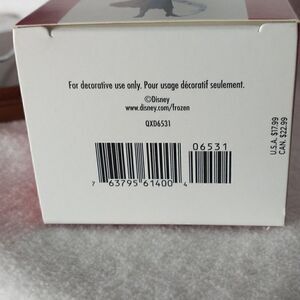 For decorative use only. Pour usage décoratif seulement.
©Disney
www.disney.com/frozen
QXD6531
06531
7 63795 61400 4
U.S.A. $17.99
CAN. $22.99